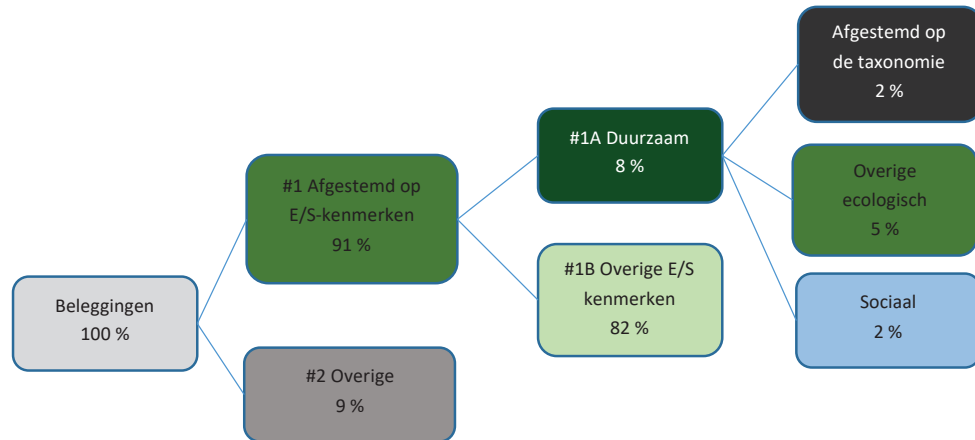 Beleggingen
100 %
#1 Afgestemd op
E/S-kenmerken
91 %
#2 Overige
9 %
#1A Duurzaam
8 %
#1B Overige E/S
kenmerken
82 %
Afgestemd op
de taxonomie
2 %
Overige
ecologisch
5 %
Sociaal
2 %